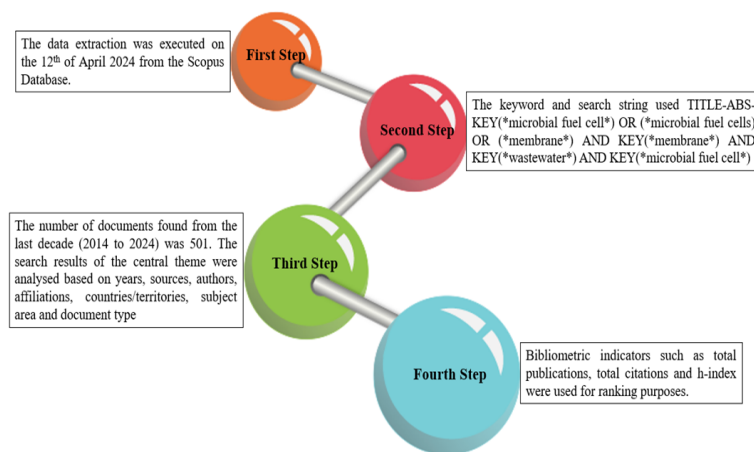 First Step
The data extraction was executed on
the 12th of April 2024 from the Scopus
Database.
Second Step
The keyword and search string used TITLE-ABS-
KEY(*microbial fuel cell*) OR (*microbial fuel cells)
OR (*membrane*) AND KEY(*membrane*) AND
KEY(*wastewater*) AND KEY(*microbial fuel cell*)
Third Step
The number of documents found from the
last decade (2014 to 2024) was 501. The
search results of the central theme were
analysed based on years, sources, authors,
affiliations, countries/territories, subject
area and document type
Fourth Step
Bibliometric indicators such as total
publications, total citations and h-index
were used for ranking purposes.